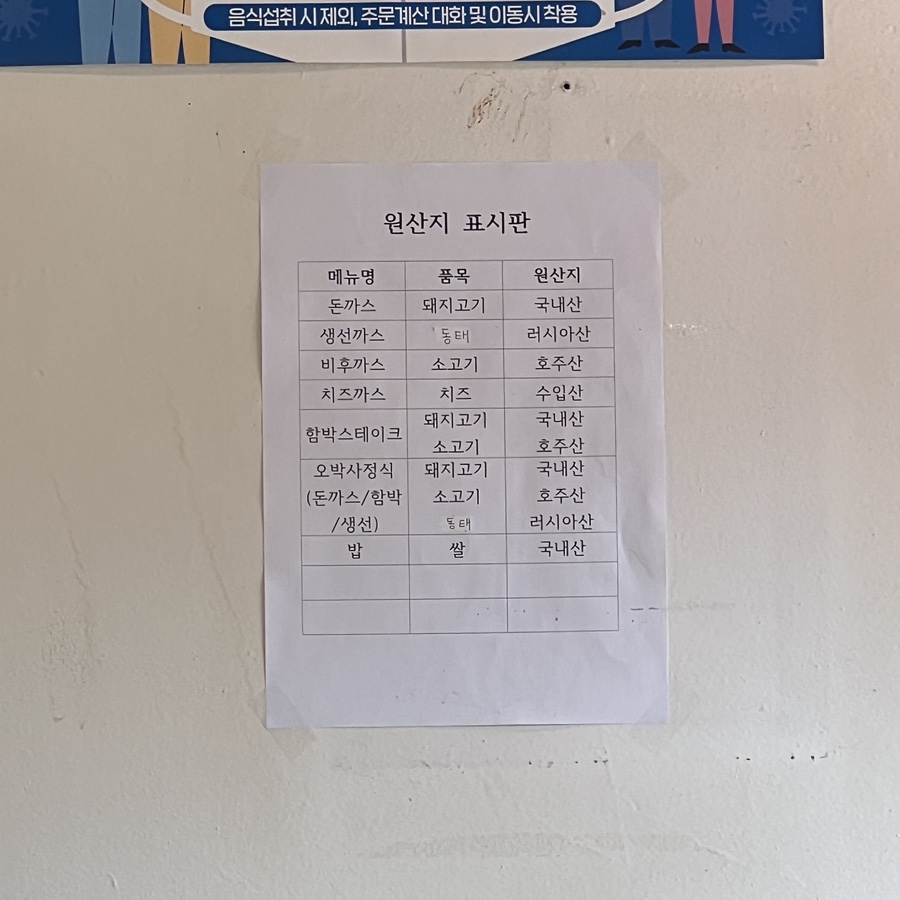 음식섭취 시 제외, 주문계산 대화 및 이동시 착용
원산지 표시판
메뉴명 품목 원산지
돈까스 돼지고기 국내산
생선까스 동태 러시아산
비후까스 소고기 호주산
치즈까스 치즈 수입산
함박스테이크 돼지고기 국내산
소고기 호주산
오박사정식 돼지고기 국내산
(돈까스/함박 소고기 호주산
/생선) 동태 러시아산
밥 쌀 국내산